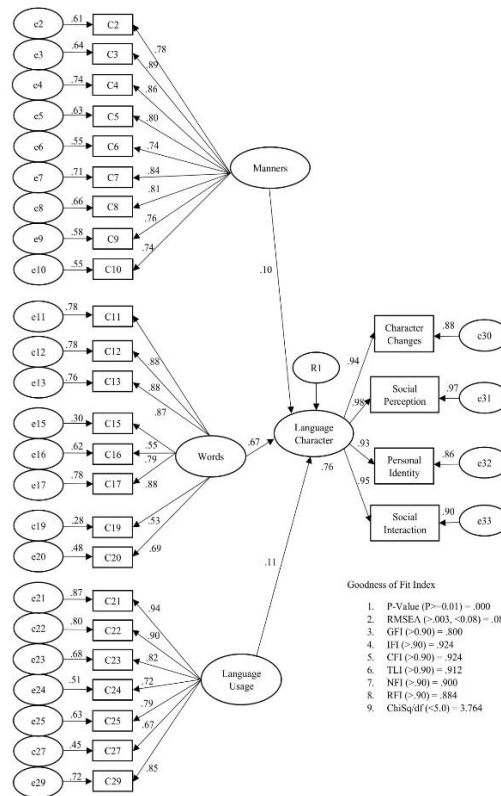 e2 .61 C2 .78
e3 .64 C3 .89
e4 .74 C4 .86
e5 .63 C5 .80
e6 .55 C6 .74
e7 .71 C7 .84
e8 .66 C8 .81
e9 .58 C9 .76
e10 .55 C10 .74
Manners
.10
e11 .78 C11 .88
e12 .78 C12 .88
e13 .76 C13 .87
e15 .30 C15 .55
e16 .62 C16 .79
e17 .78 C17 .88
e19 .28 C19 .53
e20 .48 C20 .69
Words
.67
R1
Language
Character
.76
.94
Character
Changes
.88
e30
.98
Social
Perception
.97
e31
.93
Personal
Identity
.86
e32
.95
Social
Interaction
.90
e33
e21 .87 C21 .94
e22 .80 C22 .90
e23 .68 C23 .82
e24 .51 C24 .72
e25 .63 C25 .79
e27 .45 C27 .67
e29 .72 C29 .85
Language
Usage
.11
Goodness of Fit Index
1. P-Value (P>=0.01) = .000
2. RMSEA (>.003, <0.08) =
3. GFI (>0.90) = .800
4. IFI (>.90) = .924
5. CFI (>0.90) = .924
6. TLI (>0.90) = .912
7. NFI (>.90) = .900
8. RFI (>.90) = .884
9. ChiSq/df (<5.0) = 3.764